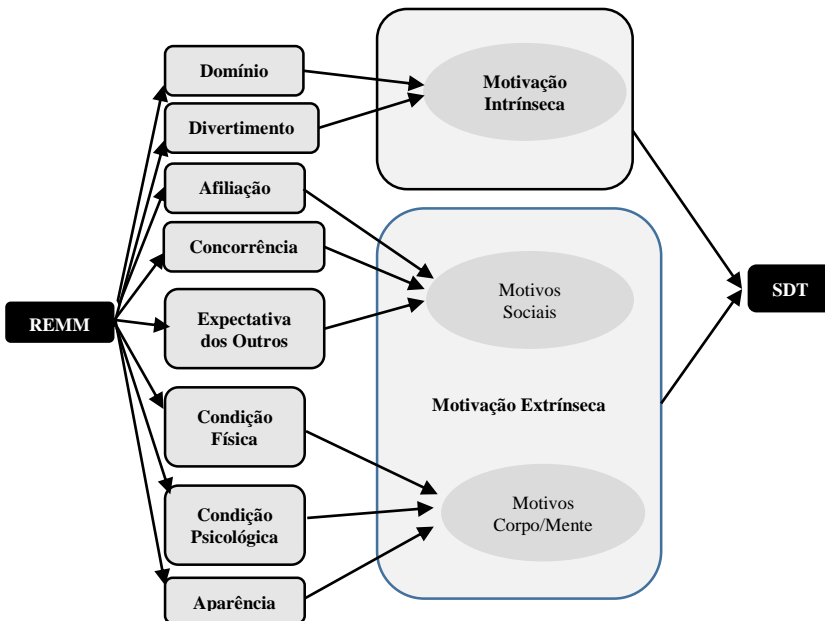 REMM
Domínio
Divertimento
Afiliação
Concorrência
Expectativa
dos Outros
Condição
Física
Condição
Psicológica
Aparência
Motivação
Intrínseca
Motivos
Sociais
Motivação Extrínseca
Motivos
Corpo/Mente
SDT